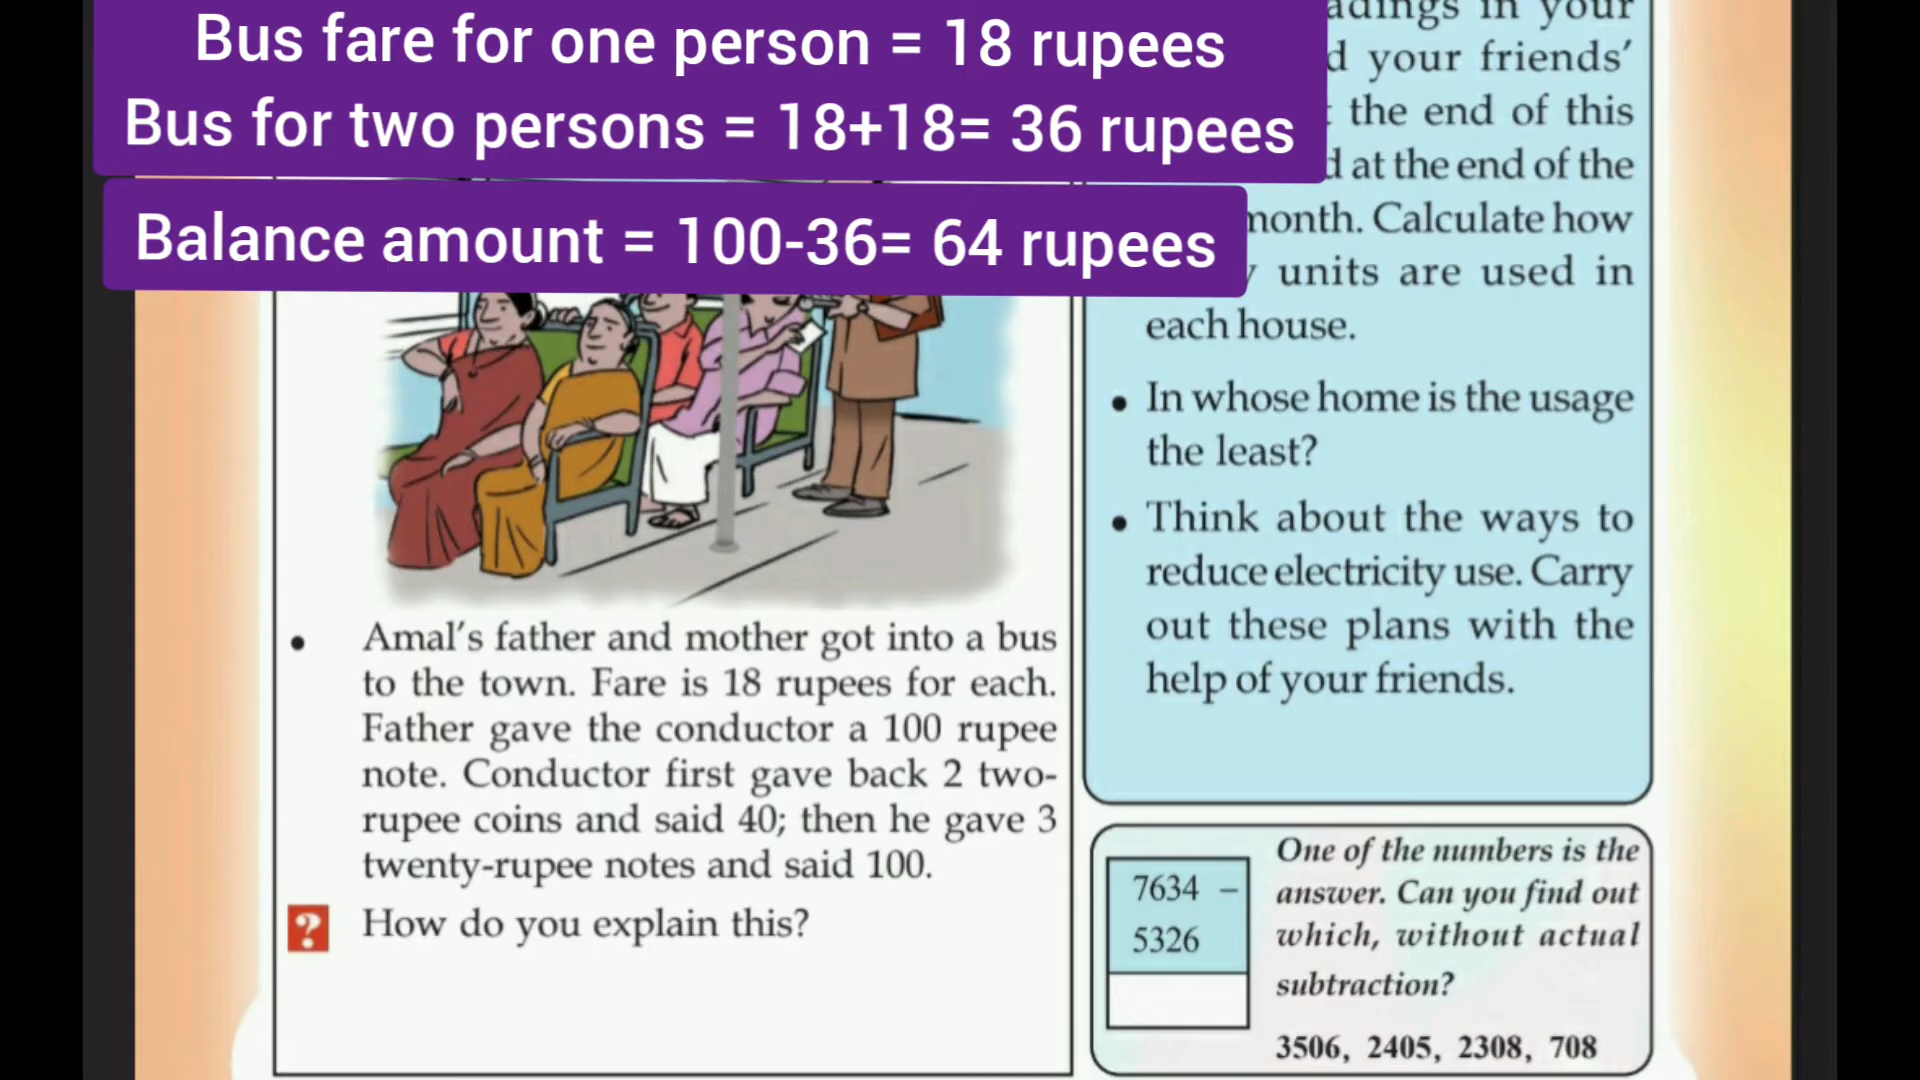 Bus fare for one person = 18 rupees
Bus for two persons = 18+18= 36 rupees
Balance amount = 100-36= 64 rupees
Amal's father and mother got into a bus
to the town. Fare is 18 rupees for each.
Father gave the conductor a 100 rupee
note. Conductor first gave back 2 two-
rupee coins and said 40; then he gave 3
twenty-rupee notes and said 100.
? How do you explain this?
in your
your friends'
the end of this
at the end of the
month. Calculate how
units are used in
each house.
• In whose home is the usage
the least?
• Think about the ways to
reduce electricity use. Carry
out these plans with the
help of your friends.
7634 –
5326
One of the numbers is the
answer. Can you find out
which, without actual
subtraction?
3506, 2405, 2308, 708